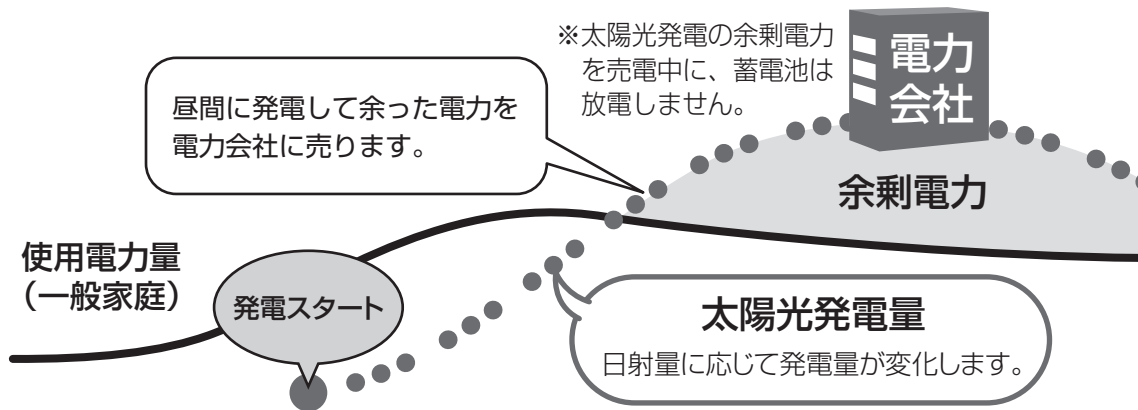 ※太陽光発電の余剰電力
を売電中に、蓄電池は
放電しません。
電力
会社
昼間に発電して余った電力を
電力会社に売ります。
余剰電力
使用電力量
（一般家庭）
発電スタート
太陽光発電量
日射量に応じて発電量が変化します。